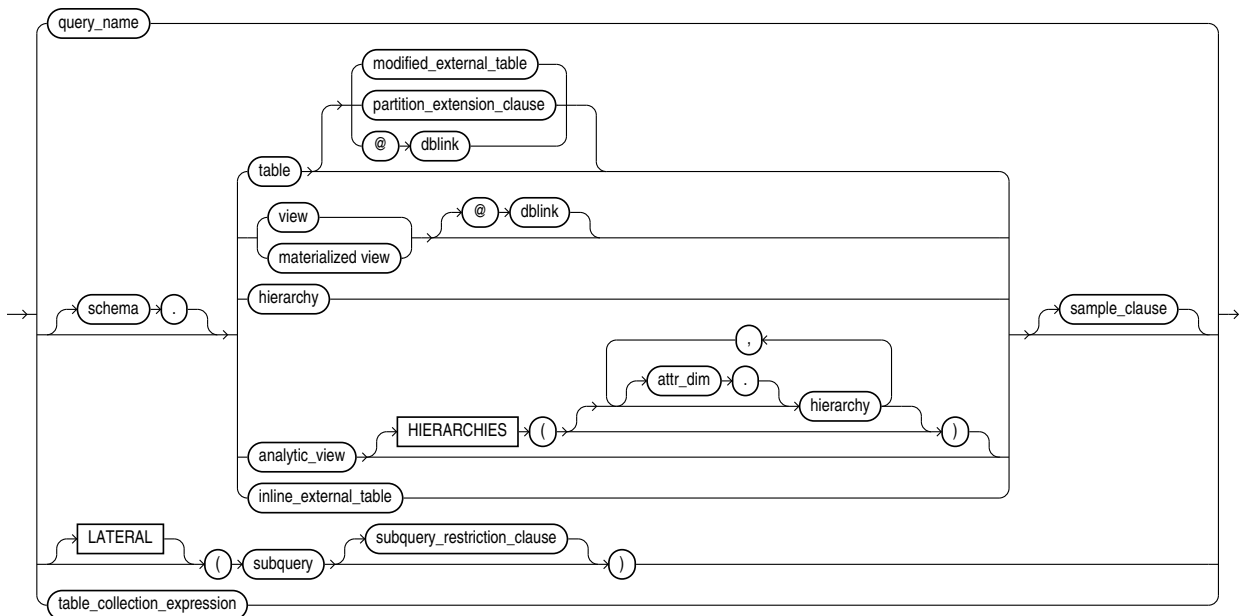 query_name
modified_external_table
partition_extension_clause
@ dblink
table
view
@ dblink
materialized view
hierarchy
schema .
sample_clause
,
attr_dim .
hierarchy
HIERARCHIES (
)
analytic_view
inline_external_table
LATERAL
subquery_restriction_clause
( subquery
)
table_collection_expression